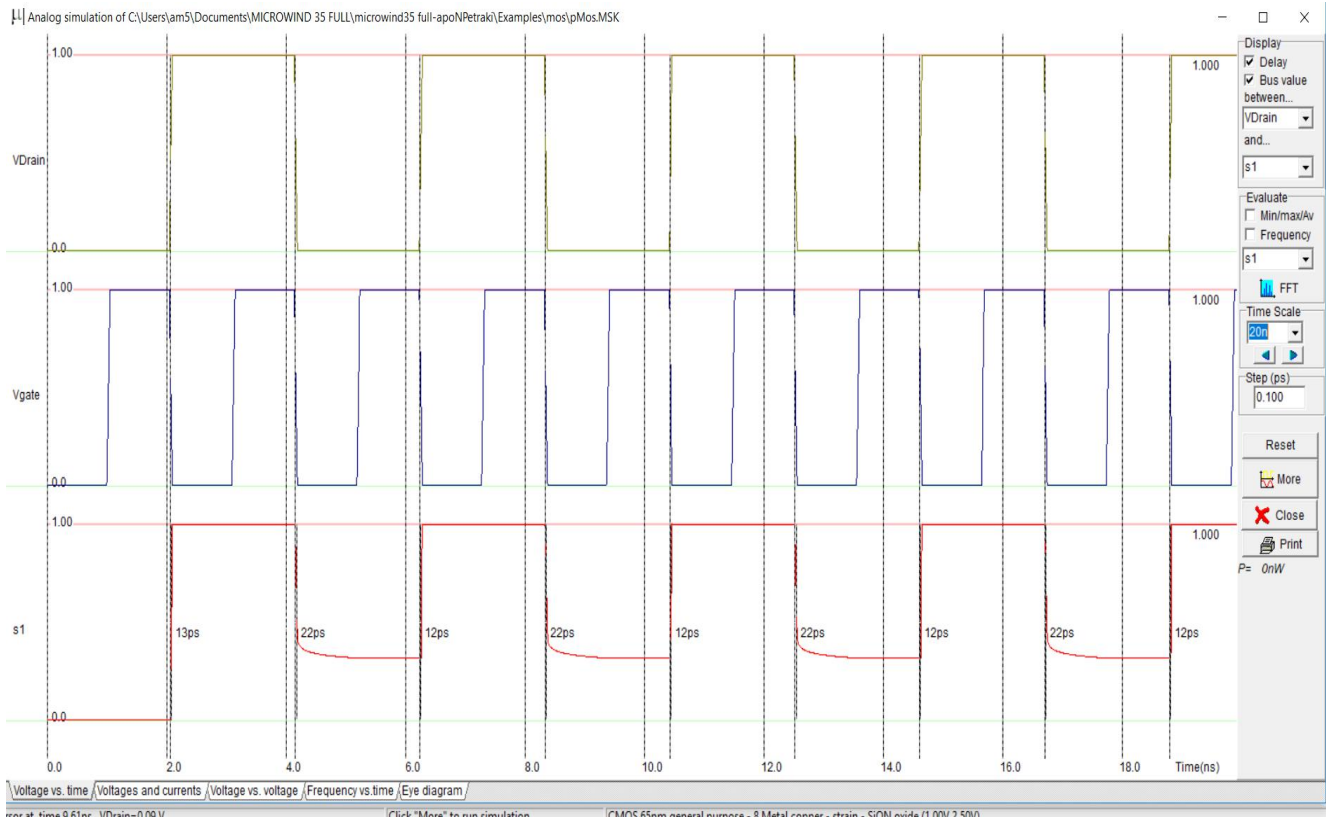 Analog simulation of C:\Users\am5\Documents\MICROWIND 35 FULL\microwind35 full-apoNPetraki\Examples\mos\pMos.MSK
1.00
1.000
VDrain
0.0
1.00
1.000
Vgate
0.0
1.00
1.000
s1
13ps 22ps 12ps 22ps 12ps 22ps 12ps 22ps 12ps
0.0
0.0 2.0 4.0 6.0 8.0 10.0 12.0 14.0 16.0 18.0 Time(ns)
Display
Delay
Bus value
between...
VDrain
and...
s1
Evaluate
Min/max/Av
Frequency
s1
FFT
Time Scale
20n
Step (ps)
0.100
Reset
More
Close
Print
P= 0nW
Voltage vs. time Voltages and currents Voltage vs. voltage Frequency vs.time Eye diagram
at time 9.61ns VDrain=0.09 V Click "More" to run simulation CMOS 65nm general purpose - 8 Metal copper - strain - SiON oxide (1.00V 2.50V)